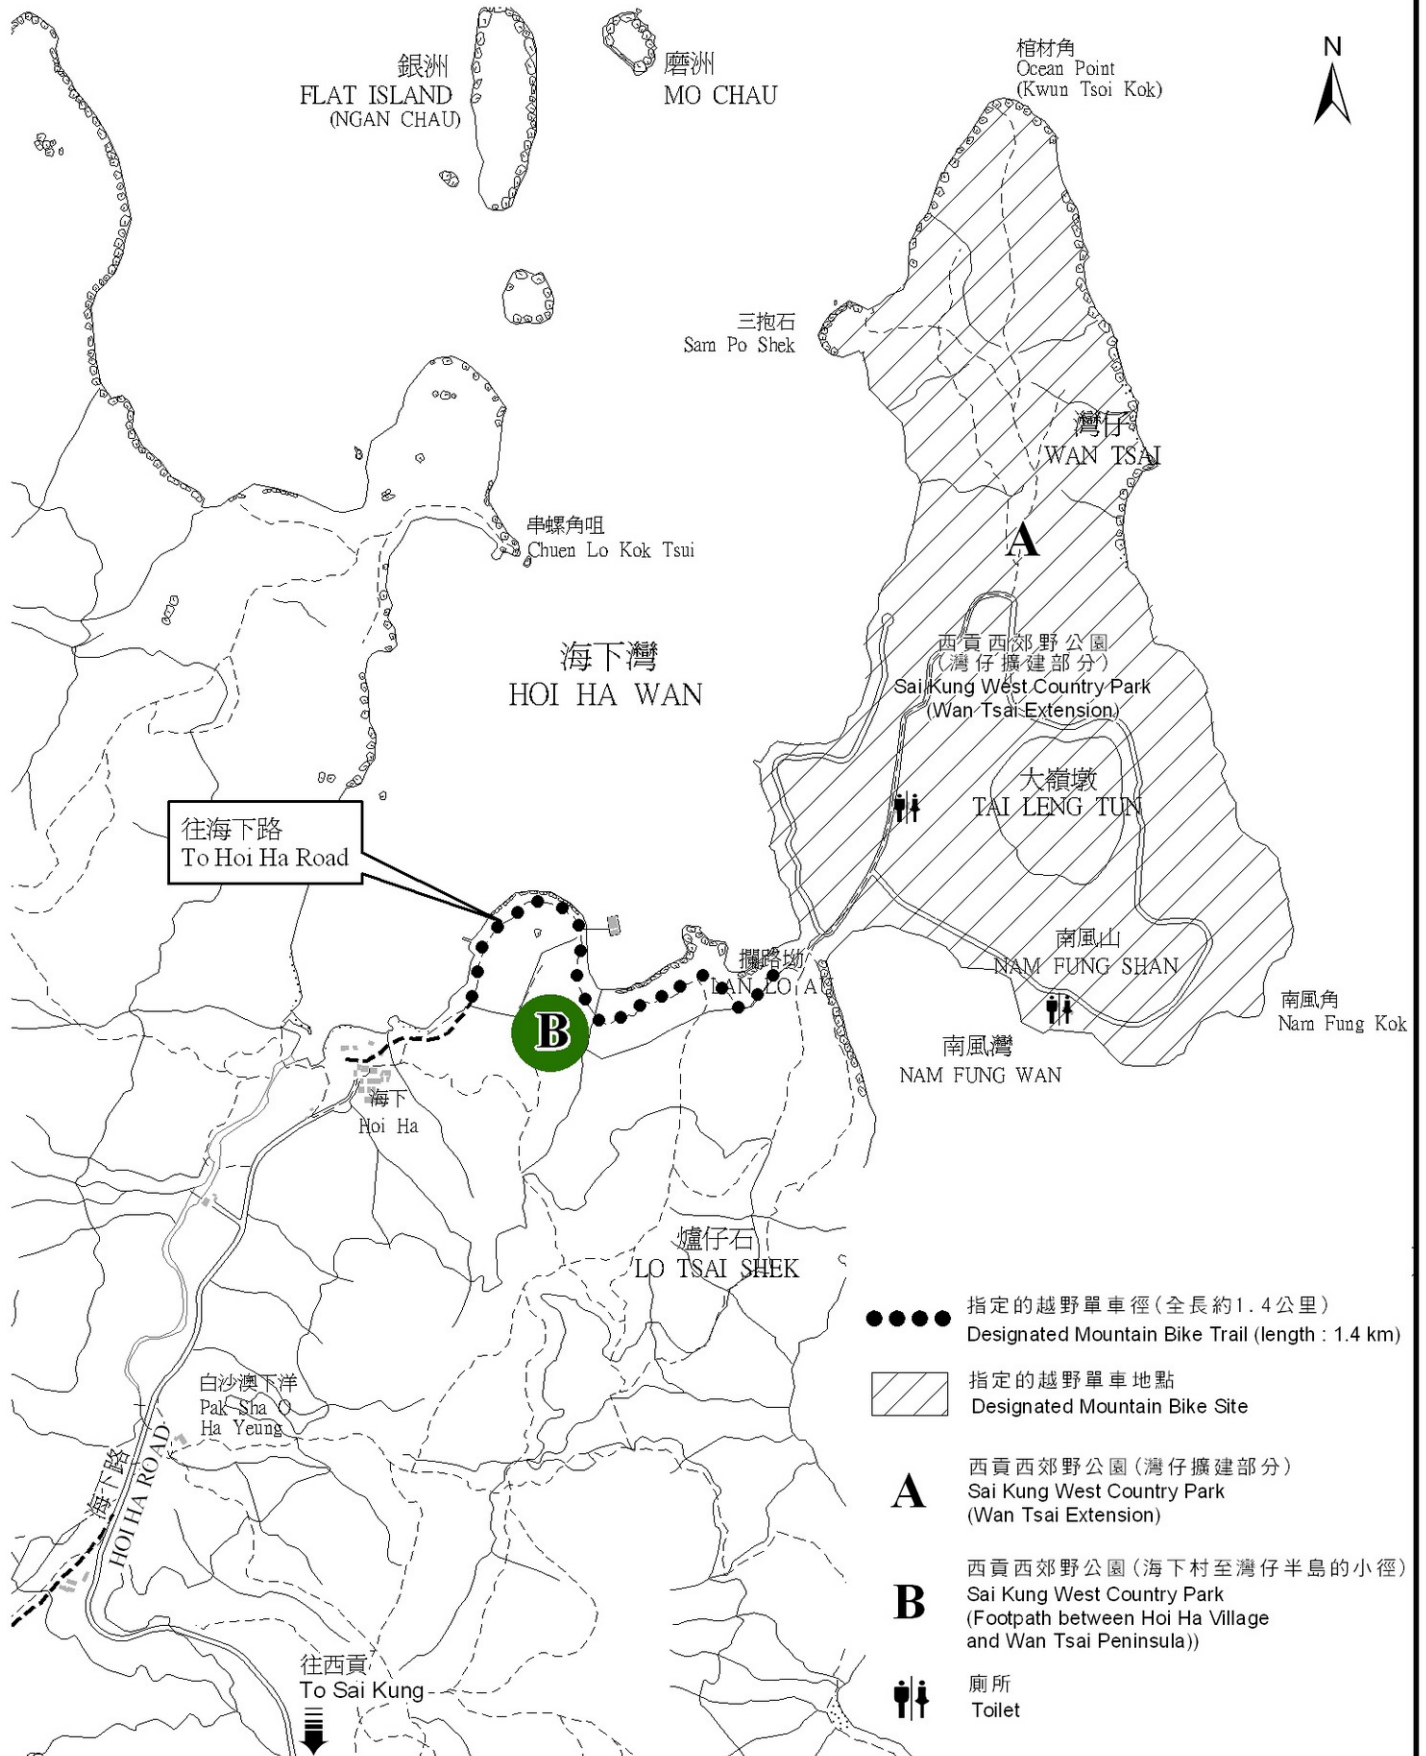 銀洲
FLAT ISLAND
(NGAN CHAU)
磨洲
MO CHAU
棺材角
Ocean Point
(Kwun Tsoi Kok)
N
三抱石
Sam Po Shek
灣仔
WAN TSAI
串螺角咀
Chuen Lo Kok Tsui
A
海下灣
HOI HA WAN
西貢西郊野公園
(灣仔擴建部分)
Sai Kung West Country Park
(Wan Tsai Extension)
大嶺墩
TAI LENG TUN
往海下路
To Hoi Ha Road
攔路坳
LAN LO AU
南風山
NAM FUNG SHAN
南風角
Nam Fung Kok
B
南風灣
NAM FUNG WAN
海下
Hoi Ha
爐仔石
LO TSAI SHEK
白沙澳下洋
Pak Sha O
Ha Yeung
海下路
HOI HA ROAD
往西貢
To Sai Kung
指定的越野單車徑(全長約1.4公里)
Designated Mountain Bike Trail (length : 1.4 km)
指定的越野單車地點
Designated Mountain Bike Site
A
西貢西郊野公園(灣仔擴建部分)
Sai Kung West Country Park
(Wan Tsai Extension)
B
西貢西郊野公園(海下村至灣仔半島的小徑)
Sai Kung West Country Park
(Footpath between Hoi Ha Village
and Wan Tsai Peninsula))
廁所
Toilet